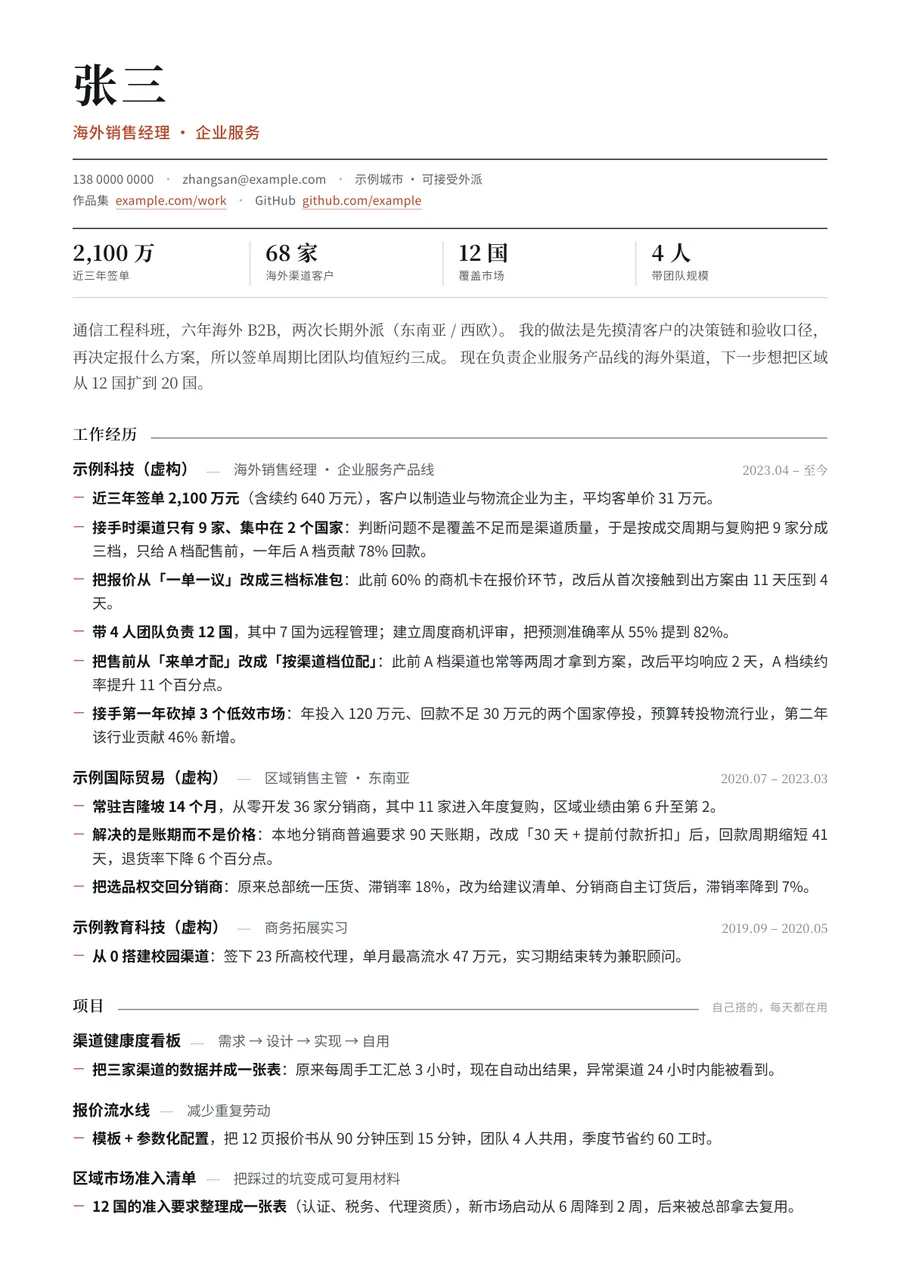 张三
海外销售经理 • 企业服务
138 0000 0000 • zhangsan@example.com • 示例城市 • 可接受外派
作品集 example.com/work • GitHub github.com/example
2,100 万 68 家 12 国 4 人
近三年签单 海外渠道客户 覆盖市场 带团队规模
通信工程科班，六年海外 B2B，两次长期外派（东南亚 / 西欧）。 我的做法是先摸清客户的决策链和验收口径，
再决定报什么方案，所以签单周期比团队均值短约三成。 现在负责企业服务产品线的海外渠道，下一步想把区域
从 12 国扩到 20 国。
工作经历
示例科技（虚构） — 海外销售经理 • 企业服务产品线 2023.04 – 至今
— 近三年签单 2,100 万元（含续约 640 万元），客户以制造业与物流企业为主，平均客单价 31 万元。
— 接手时渠道只有 9 家、集中在 2 个国家：判断问题不是覆盖不足而是渠道质量，于是按成交周期与复购把 9 家分成
三档，只给 A 档配售前，一年后 A 档贡献 78% 回款。
— 把报价从「一单一议」改成三档标准包：此前 60% 的商机卡在报价环节，改后从首次接触到出方案由 11 天压到 4
天。
— 带 4 人团队负责 12 国，其中 7 国为远程管理；建立周度商机评审，把预测准确率从 55% 提到 82%。
— 把售前从「来单才配」改成「按渠道档位配」：此前 A 档渠道也常等两周才拿到方案，改后平均响应 2 天，A 档续约
率提升 11 个百分点。
— 接手第一年砍掉 3 个低效市场：年投入 120 万元、回款不足 30 万元的两个国家停投，预算转投物流行业，第二年
该行业贡献 46% 新增。
示例国际贸易（虚构） — 区域销售主管 • 东南亚 2020.07 – 2023.03
— 常驻吉隆坡 14 个月，从零开发 36 家分销商，其中 11 家进入年度复购，区域业绩由第 6 升至第 2。
— 解决的是账期而不是价格：本地分销商普遍要求 90 天账期，改成「30 天 + 提前付款折扣」后，回款周期缩短 41
天，退货率下降 6 个百分点。
— 把选品权交回分销商：原来总部统一压货、滞销率 18%，改为给建议清单、分销商自主订货后，滞销率降到 7%。
示例教育科技（虚构） — 商务拓展实习 2019.09 – 2020.05
— 从 0 搭建校园渠道：签下 23 所高校代理，单月最高流水 47 万元，实习期结束转为兼职顾问。
项目 自己搭的，每天都在用
渠道健康度看板 — 需求 → 设计 → 实现 → 自用
— 把三家渠道的数据并成一张表：原来每周手工汇总 3 小时，现在自动出结果，异常渠道 24 小时内能被看到。
报价流水线 — 减少重复劳动
— 模板 + 参数化配置，把 12 页报价书从 90 分钟压到 15 分钟，团队 4 人共用，季度节省约 60 工时。
区域市场准入清单 — 把踩过的坑变成可复用材料
— 12 国的准入要求整理成一张表（认证、税务、代理资质），新市场启动从 6 周降到 2 周，后来被总部拿去复用。